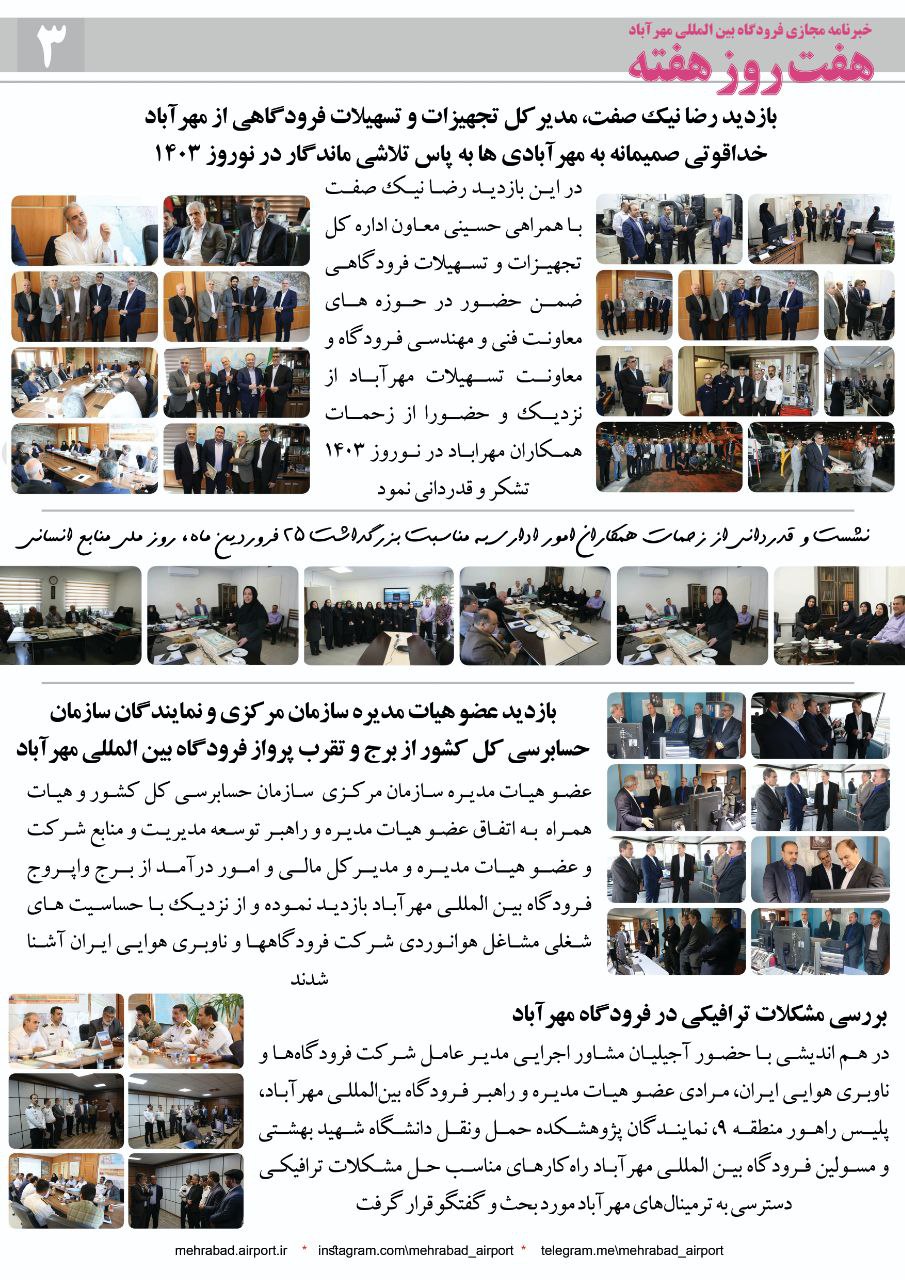 خبرنامه مجازی فرودگاه بین المللی مهرآباد
هفت روز هفته
۳
بازدید رضا نیک صفت، مدیر کل تجهیزات و تسهیلات فرودگاهی از مهرآباد
خداقوتی صمیمانه به مهرآبادی ها به پاس تلاشی ماندگار در نوروز ۱۴۰۳
در این بازدید رضا نیک صفت
با همراهی حسینی معاون اداره کل
تجهیزات و تسهیلات فرودگاهی
ضمن حضور در حوزه های
معاونت فنی و مهندسی فرودگاه و
معاونت تسهیلات مهرآباد از
نزدیک و حضورا از زحمات
همکاران مهراباد در نوروز ۱۴۰۳
تشکر و قدردانی نمود
نشست و قدردانی از زحمات همکاران امور اداری به مناسبت بزرگداشت ۲۵ فروردین ماه، روز ملی منابع انسانی
بازدید عضو هیات مدیره سازمان مرکزی و نمایندگان سازمان
حسابرسی کل کشور از برج و تقرب پرواز فرودگاه بین المللی مهرآباد
عضو هیات مدیره سازمان مرکزی سازمان حسابرسی کل کشور و هیات
همراه به اتفاق عضو هیات مدیره و راهبر توسعه مدیریت و منابع شرکت
و عضو هیات مدیره و مدیرکل مالی و امور درآمد از برج واپروچ
فرودگاه بین المللی مهرآباد بازدید نموده و از نزدیک با حساسیت های
شغلی مشاغل هوانوردی شرکت فرودگاهها و ناوبری هوایی ایران آشنا
شدند
بررسی مشکلات ترافیکی در فرودگاه مهرآباد
در هم اندیشی با حضور آجیلیان مشاور اجرایی مدیر عامل شرکت فرودگاه‌ها و
ناوبری هوایی ایران، مرادی عضو هیات مدیره و راهبر فرودگاه بین‌المللی مهرآباد،
پلیس راهور منطقه ۹، نمایندگان پژوهشکده حمل ونقل دانشگاه شهید بهشتی
و مسولین فرودگاه بین المللی مهرآباد راه‌کارهای مناسب حل مشکلات ترافیکی
دسترسی به ترمینال‌های مهرآباد مورد بحث و گفتگو قرار گرفت
mehrabad.airport.ir * instagram.com\mehrabad_airport * telegram.me\mehrabad_airport